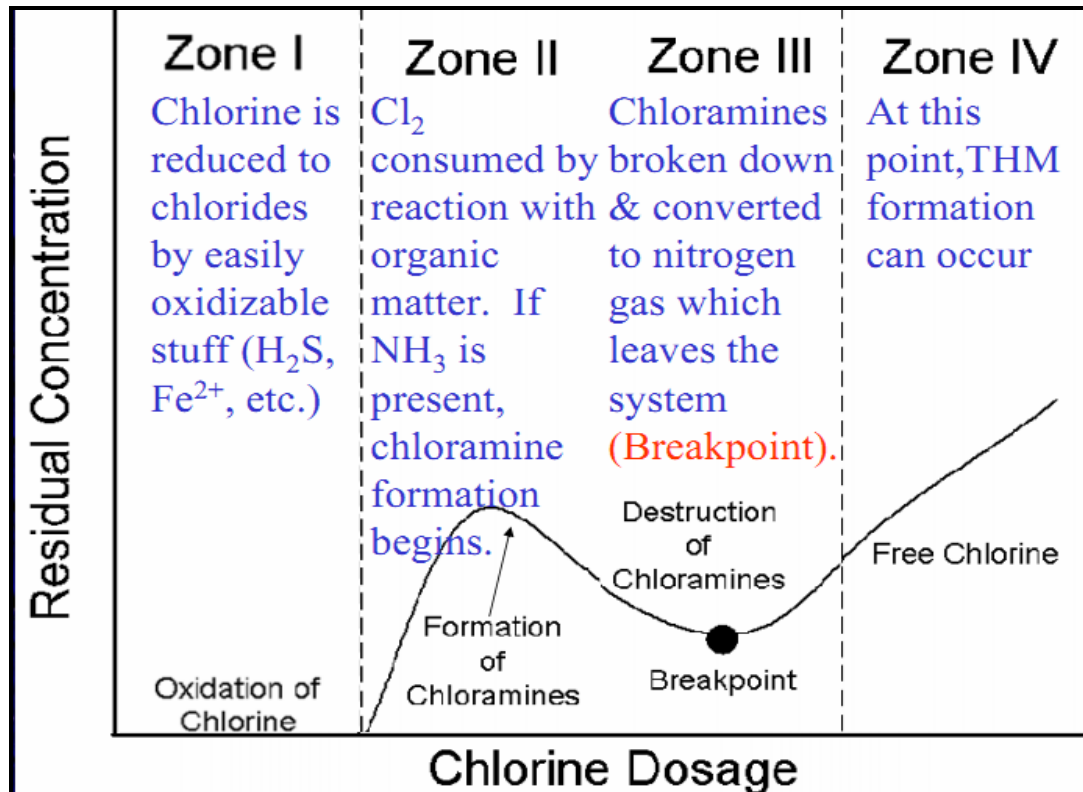 Zone I
Chlorine is
reduced to
chlorides
by easily
oxidizable
stuff (H₂S,
Fe²⁺, etc.)
Zone II
Cl₂
consumed by
reaction with
organic
matter. If
NH₃ is
present,
chloramine
formation
begins.
Zone III
Chloramines
broken down
& converted
to nitrogen
gas which
leaves the
system
(Breakpoint).
Zone IV
At this
point,THM
formation
can occur
Residual Concentration
Oxidation of
Chlorine
Formation
of
Chloramines
Destruction
of
Chloramines
Breakpoint
Free Chlorine
Chlorine Dosage